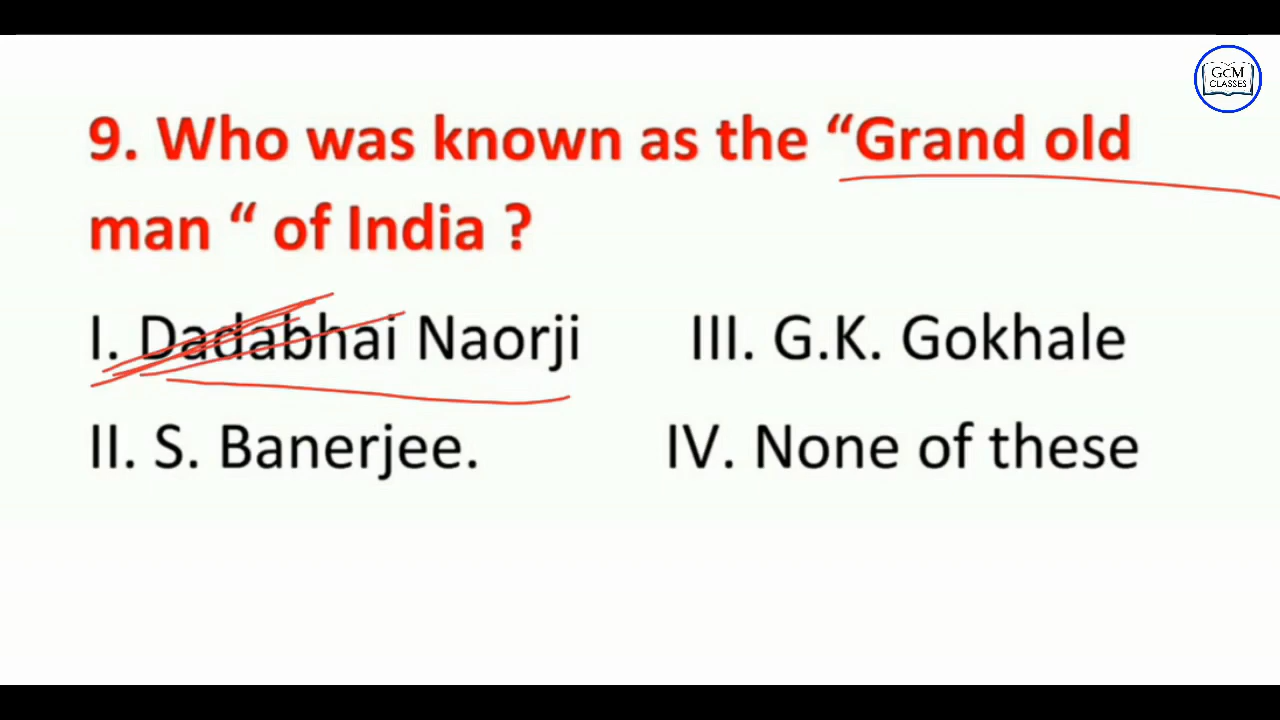 GCM
CLASSES
9. Who was known as the “Grand old
man “ of India ?
I. Dadabhai Naorji III. G.K. Gokhale
II. S. Banerjee. IV. None of these